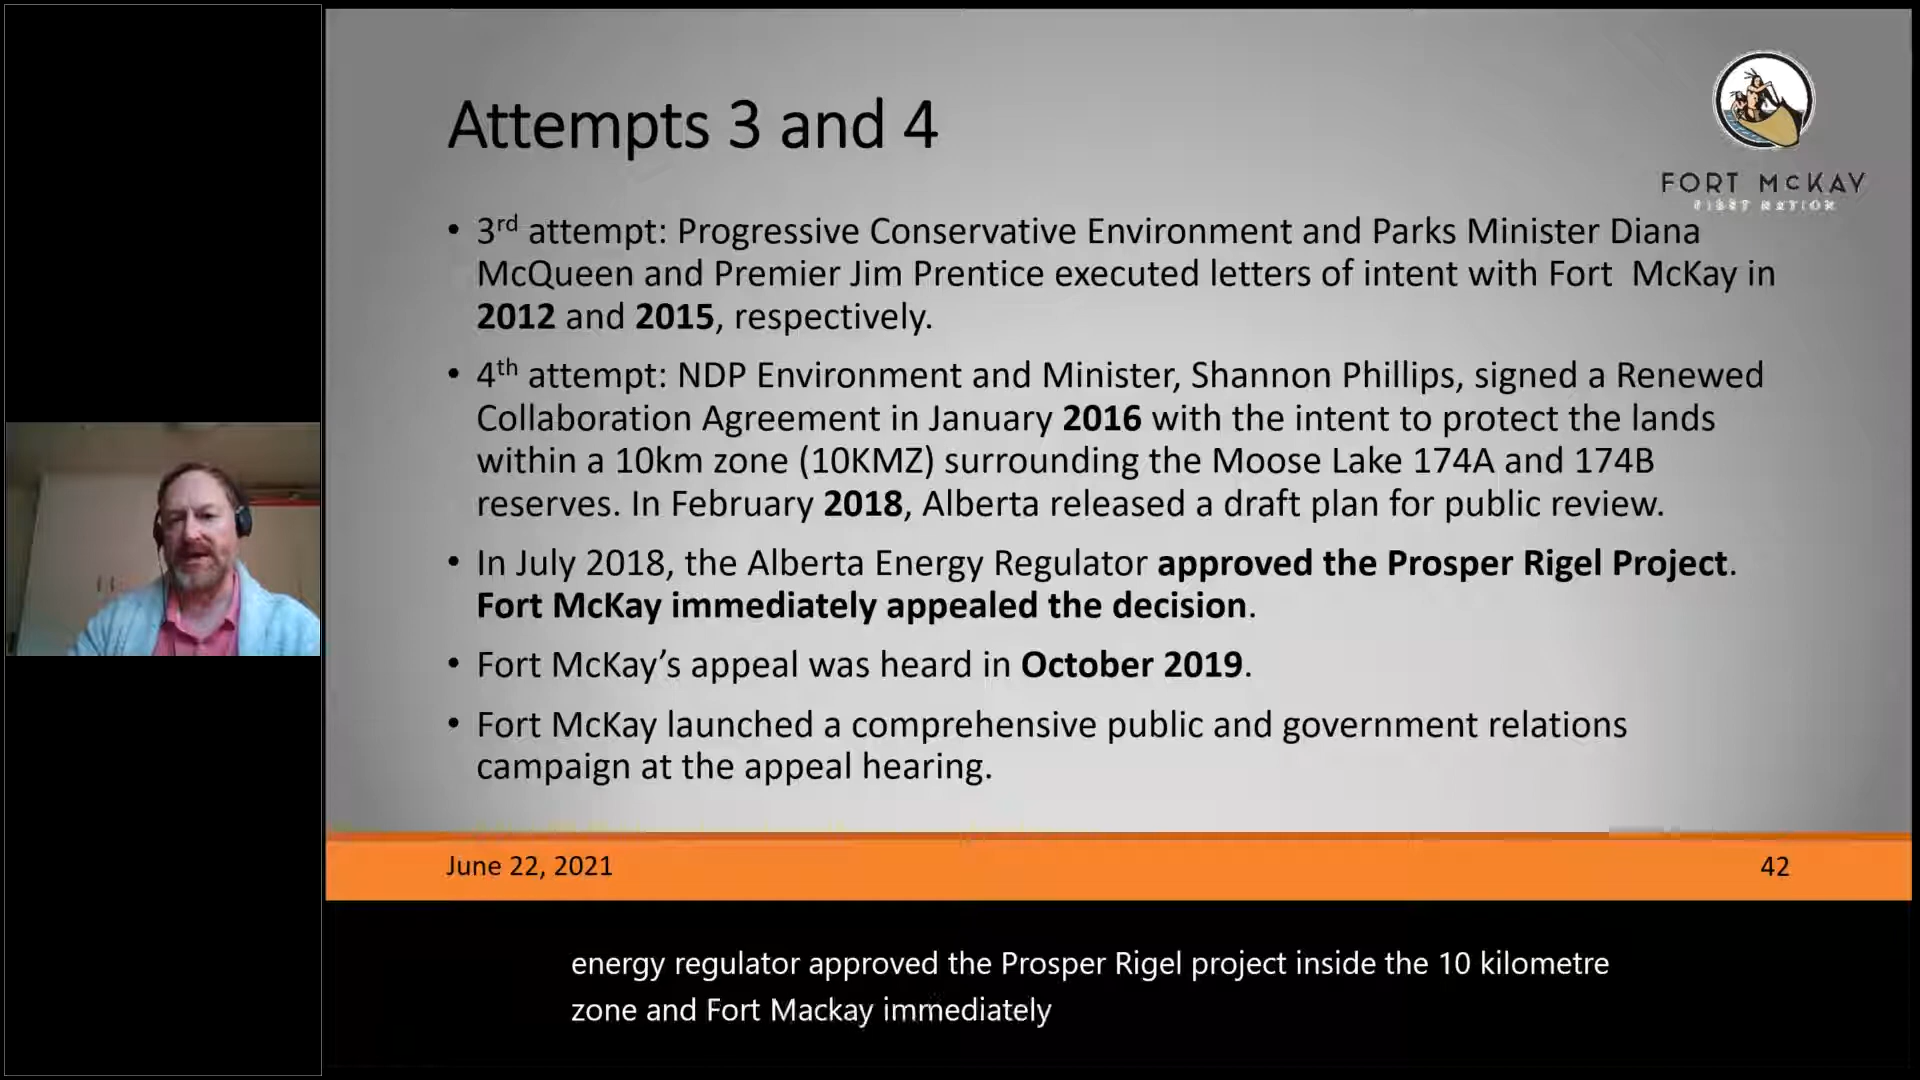 Attempts 3 and 4
FORT McKAY
FIRST NATION
• 3rd attempt: Progressive Conservative Environment and Parks Minister Diana
McQueen and Premier Jim Prentice executed letters of intent with Fort McKay in
2012 and 2015, respectively.
• 4th attempt: NDP Environment and Minister, Shannon Phillips, signed a Renewed
Collaboration Agreement in January 2016 with the intent to protect the lands
within a 10km zone (10KMZ) surrounding the Moose Lake 174A and 174B
reserves. In February 2018, Alberta released a draft plan for public review.
• In July 2018, the Alberta Energy Regulator approved the Prosper Rigel Project.
Fort McKay immediately appealed the decision.
• Fort McKay’s appeal was heard in October 2019.
• Fort McKay launched a comprehensive public and government relations
campaign at the appeal hearing.
June 22, 2021
42
energy regulator approved the Prosper Rigel project inside the 10 kilometre
zone and Fort Mackay immediately